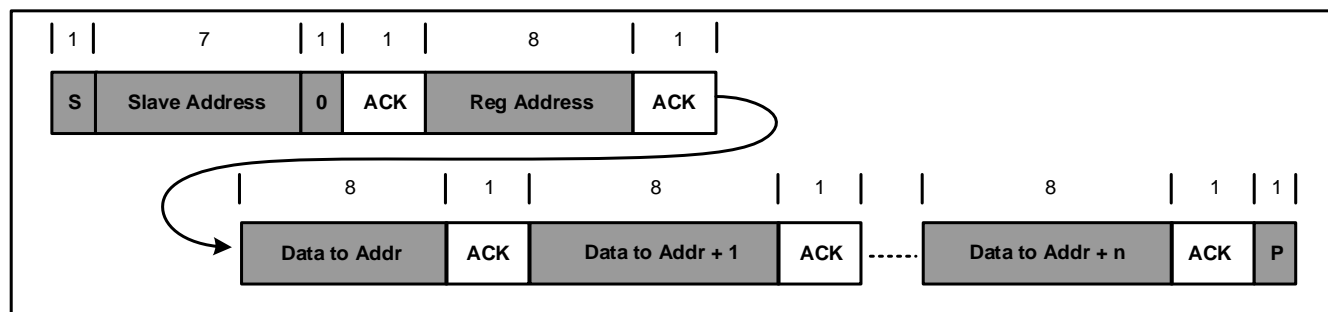 1 7 1 1 8 1
S Slave Address 0 ACK Reg Address ACK
8 1 8 1 8 1 1
Data to Addr ACK Data to Addr + 1 ACK Data to Addr + n ACK P